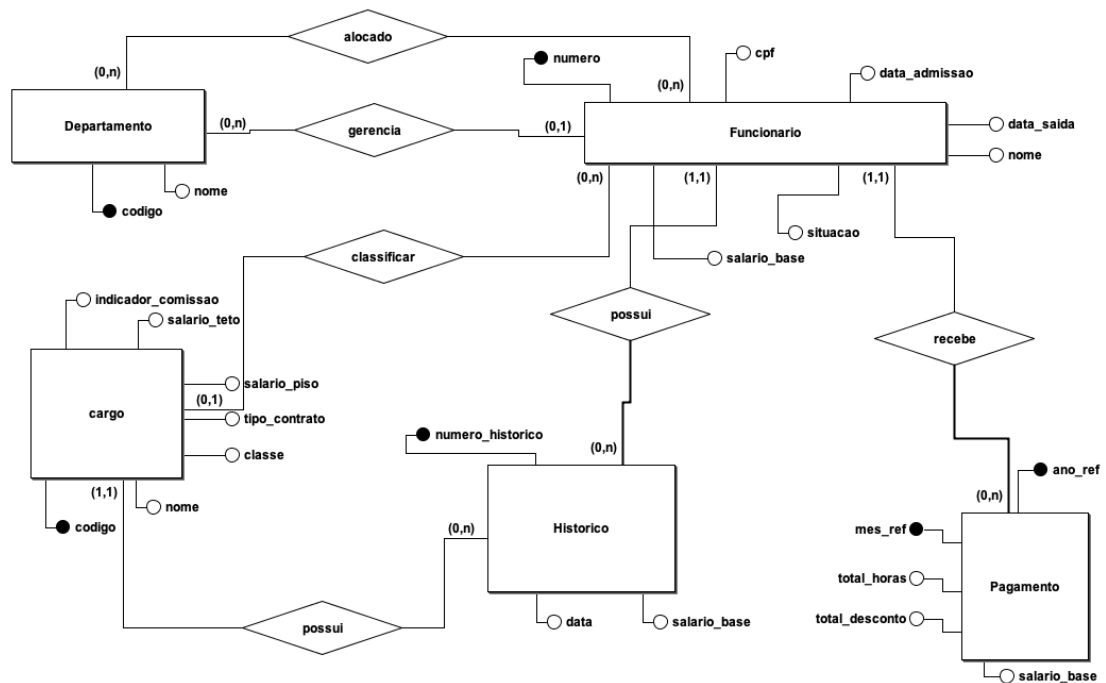 alocado
numero
cpf
(0,n)
(0,n)
data_admissao
Departamento
(0,n)
gerencia
(0,1)
Funcionario
data_saida
nome
(0,n)
(1,1)
(1,1)
nome
codigo
situacao
classificar
salario_base
indicador_comissao
salario_teto
possui
recebe
salario_piso
(0,1)
cargo
tipo_contrato
numero_historico
(0,n)
classe
ano_ref
(1,1)
nome
(0,n)
codigo
(0,n)
Historico
mes_ref
total_horas
Pagamento
possui
data
salario_base
total_desconto
salario_base